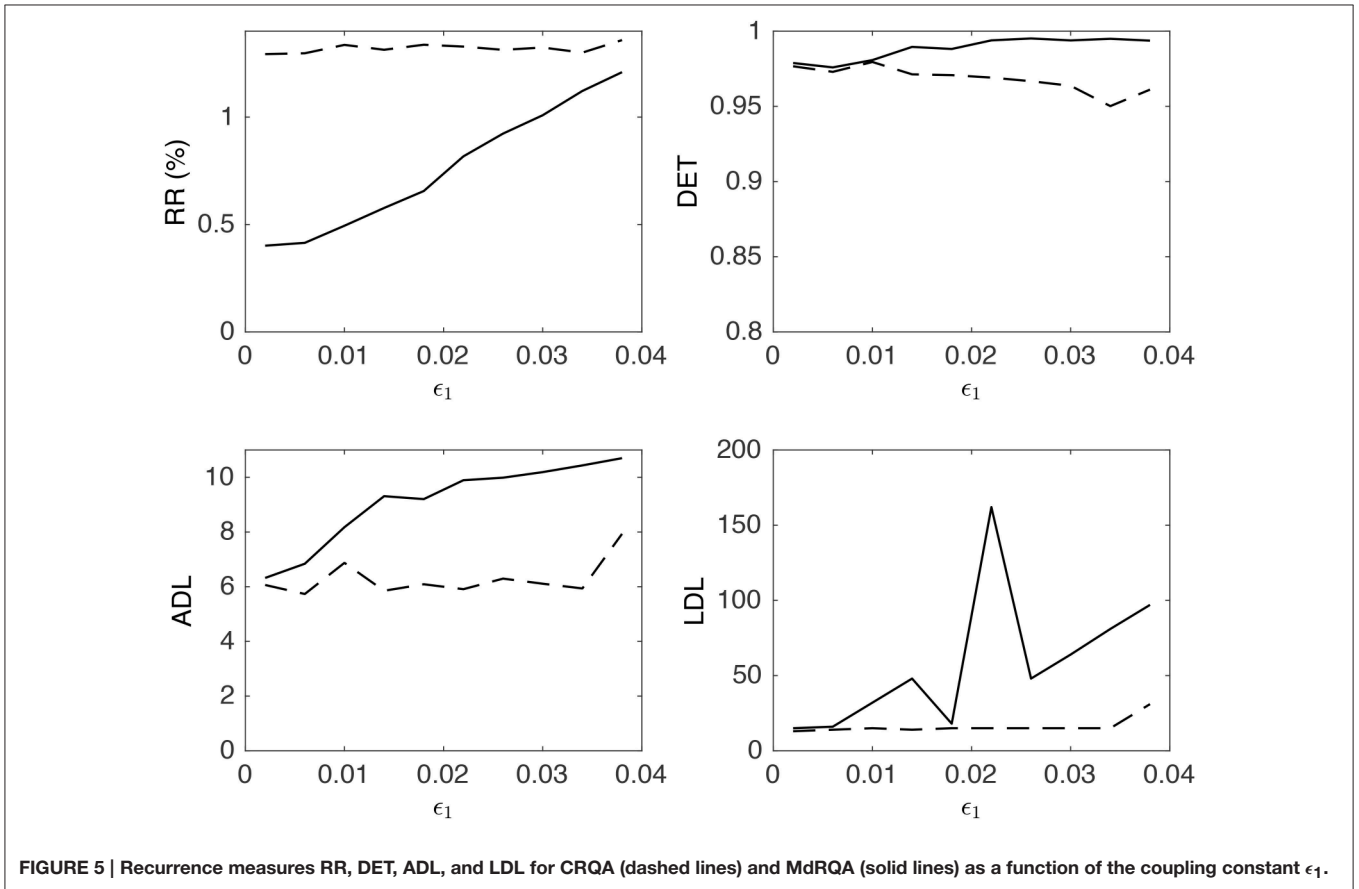 1
0.5
0
RR (%)
0 0.01 0.02 0.03 0.04
ϵ1
1
0.95
0.9
0.85
0.8
DET
0 0.01 0.02 0.03 0.04
ϵ1
10
8
6
4
2
0
ADL
0 0.01 0.02 0.03 0.04
ϵ1
200
150
100
50
0
LDL
0 0.01 0.02 0.03 0.04
ϵ1
FIGURE 5 | Recurrence measures RR, DET, ADL, and LDL for CRQA (dashed lines) and MdRQA (solid lines) as a function of the coupling constant ϵ1.